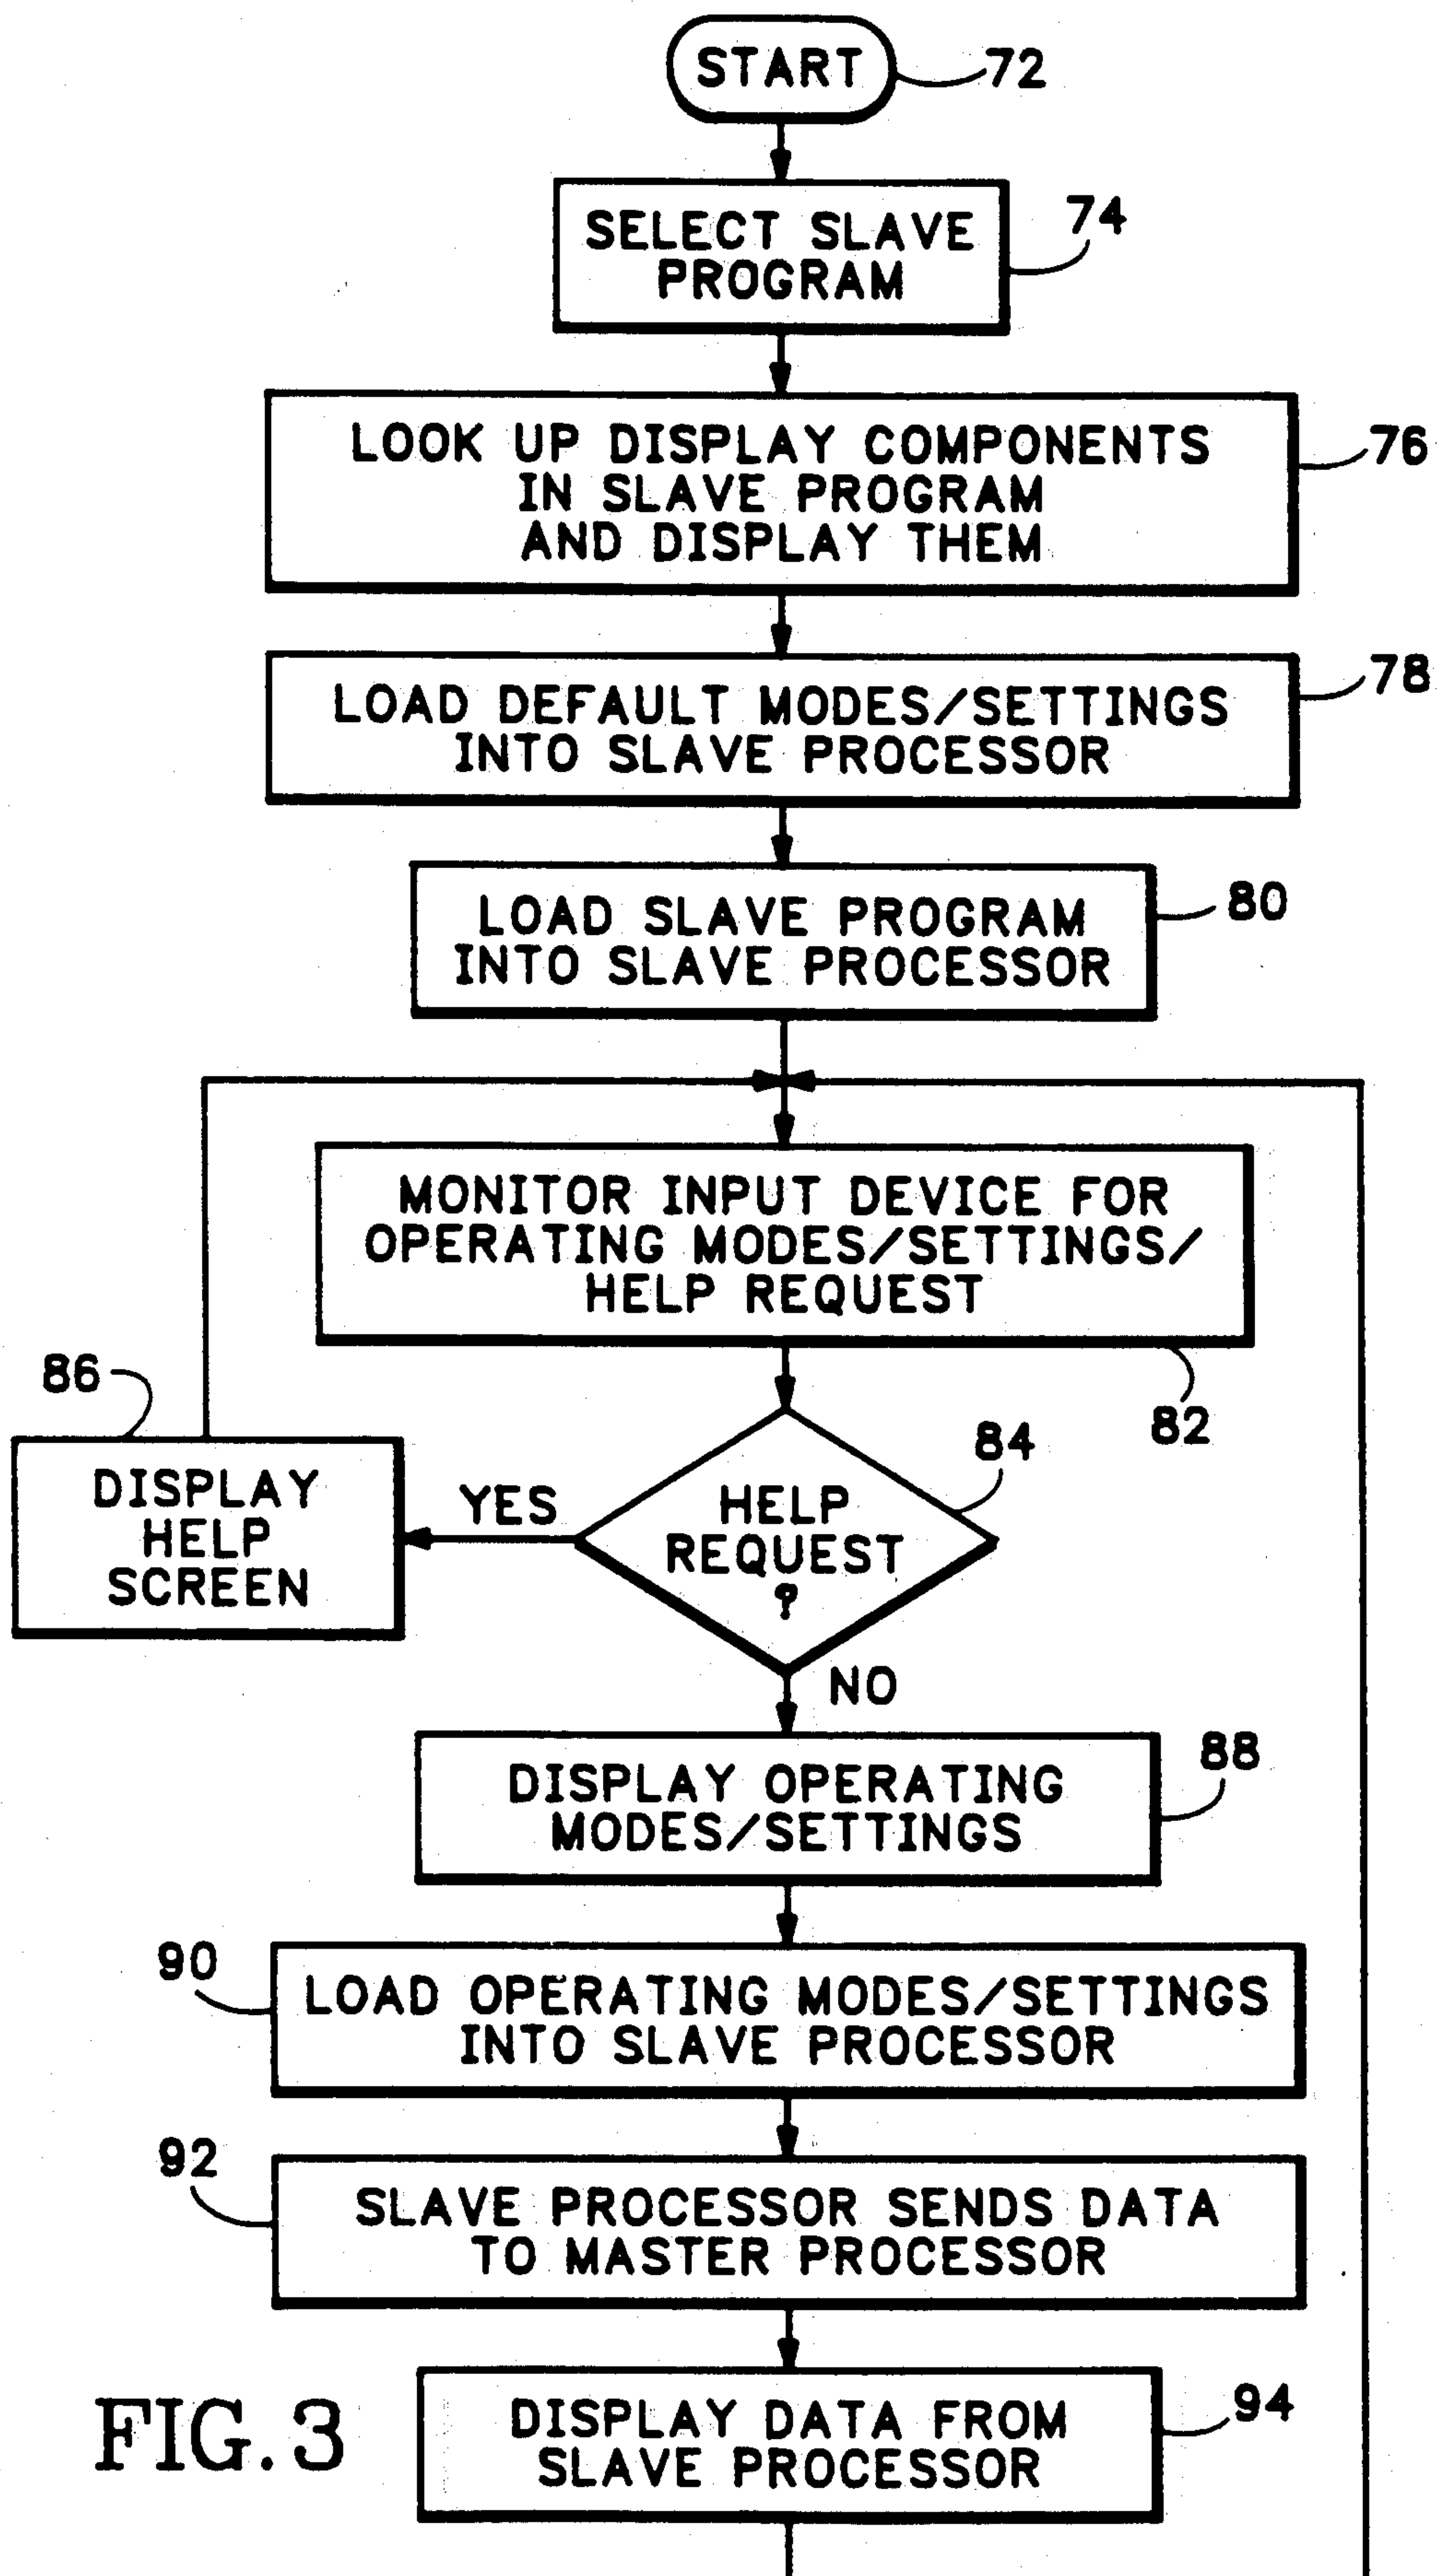 START
72
SELECT SLAVE
PROGRAM
74
LOOK UP DISPLAY COMPONENTS
IN SLAVE PROGRAM
AND DISPLAY THEM
76
LOAD DEFAULT MODES/SETTINGS
INTO SLAVE PROCESSOR
78
LOAD SLAVE PROGRAM
INTO SLAVE PROCESSOR
80
MONITOR INPUT DEVICE FOR
OPERATING MODES/SETTINGS/
HELP REQUEST
82
86
DISPLAY
HELP
SCREEN
YES
HELP
REQUEST
?
84
NO
DISPLAY OPERATING
MODES/SETTINGS
88
90
LOAD OPERATING MODES/SETTINGS
INTO SLAVE PROCESSOR
92
SLAVE PROCESSOR SENDS DATA
TO MASTER PROCESSOR
DISPLAY DATA FROM
SLAVE PROCESSOR
94
FIG. 3